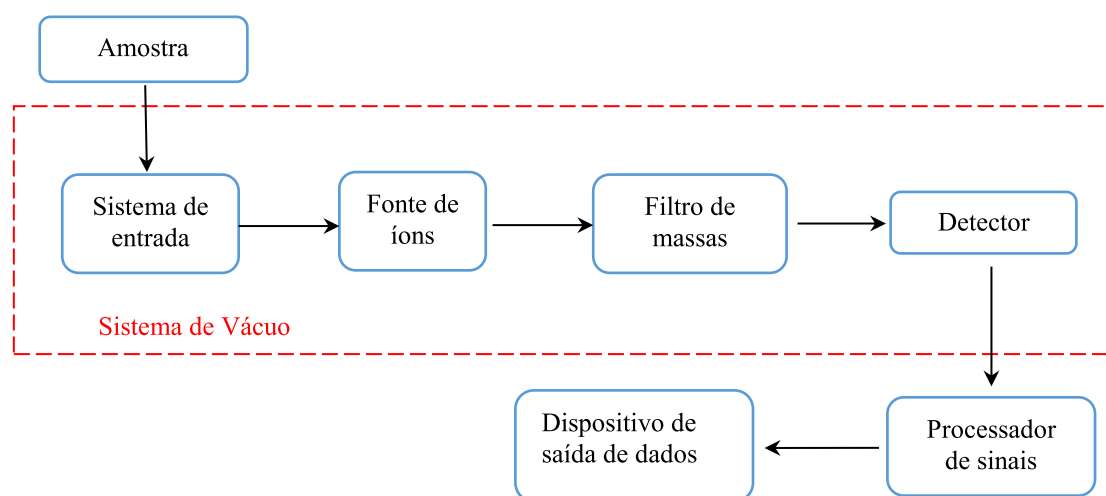 Amostra
Sistema de
entrada
Fonte de
íons
Filtro de
massas
Detector
Sistema de Vácuo
Dispositivo de
saída de dados
Processador
de sinais